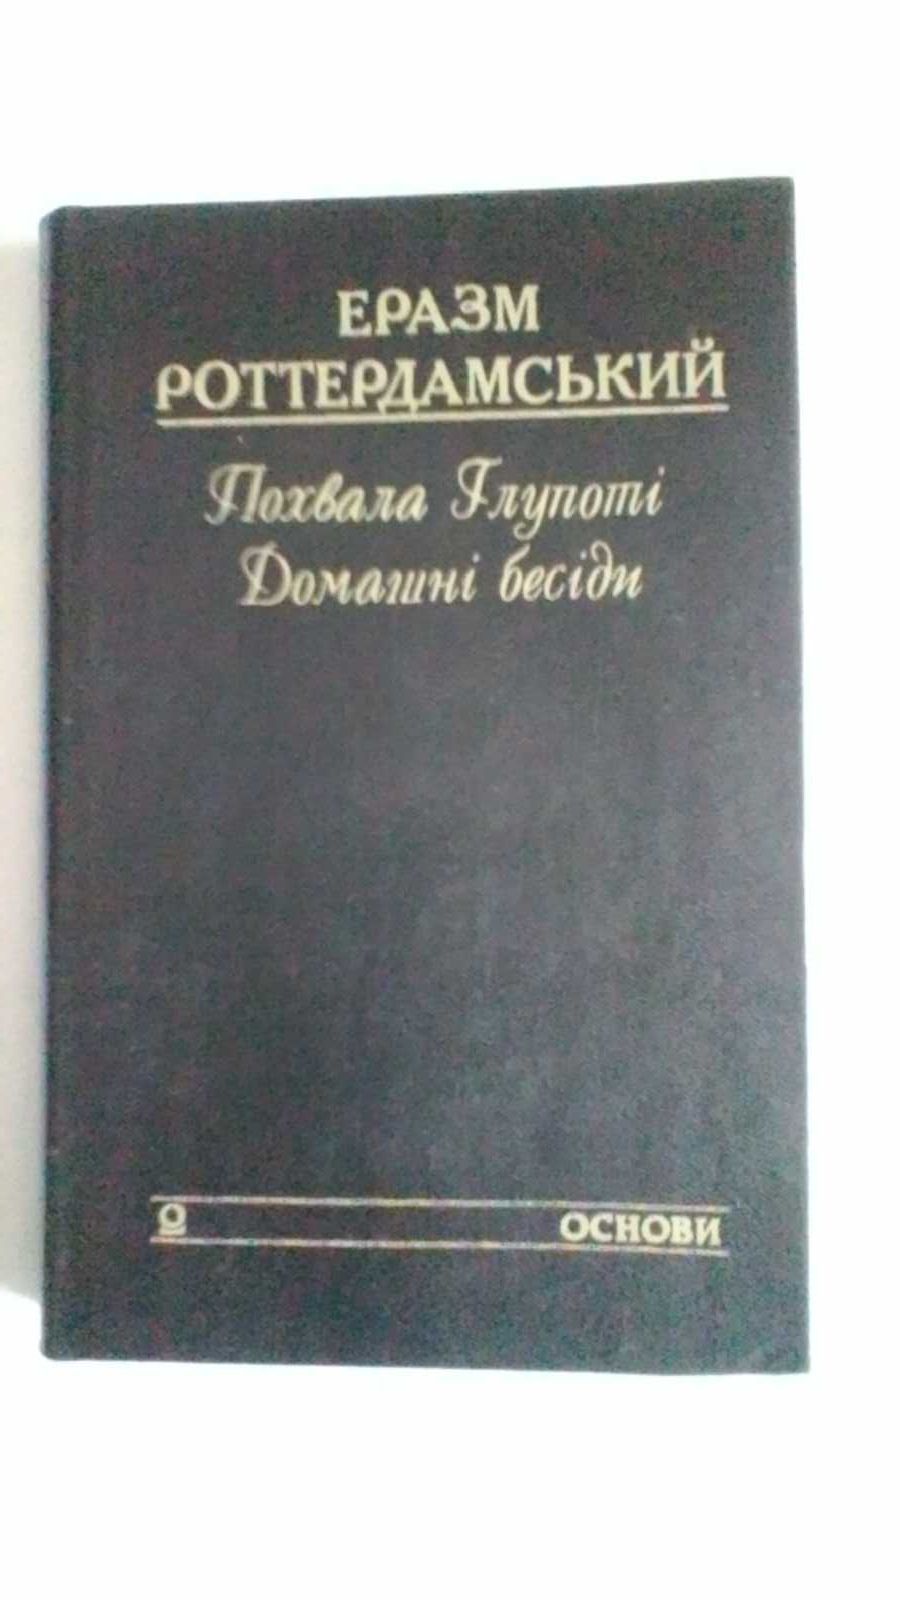 ЕРАЗМ
РОТТЕРДАМСЬКИЙ
Похвала Глупоті
Домашні бесіди
О ОСНОВИ